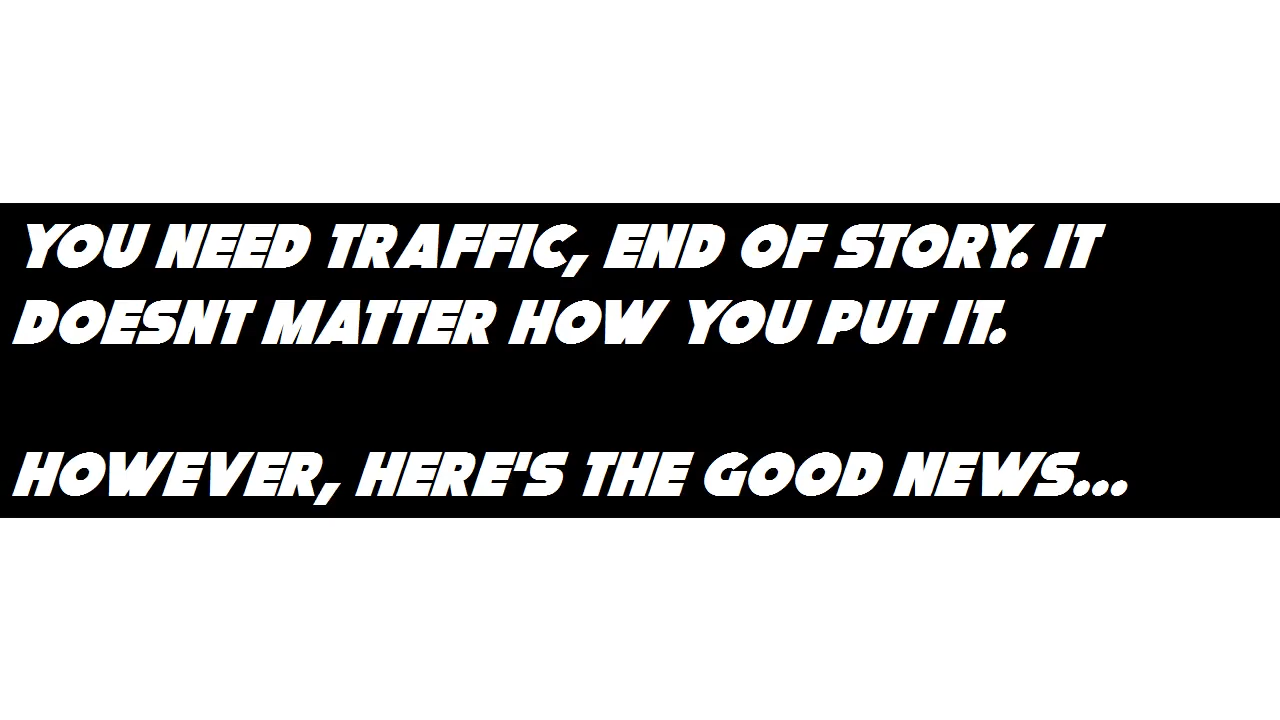 YOU NEED TRAFFIC, END OF STORY. IT
DOESNT MATTER HOW YOU PUT IT.
HOWEVER, HERE'S THE GOOD NEWS...